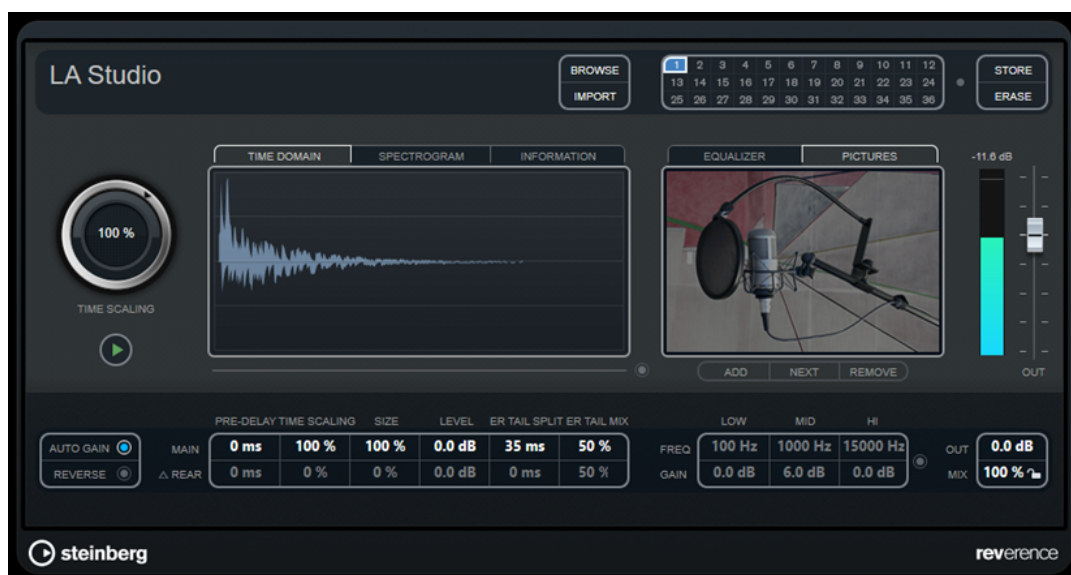 LA Studio
BROWSE
IMPORT
1 2 3 4 5 6 7 8 9 10 11 12
13 14 15 16 17 18 19 20 21 22 23 24
25 26 27 28 29 30 31 32 33 34 35 36
STORE
ERASE
TIME DOMAIN SPECTROGRAM INFORMATION
EQUALIZER PICTURES
-11.6 dB
100 %
TIME SCALING
ADD NEXT REMOVE
OUT
PRE-DELAY TIME SCALING SIZE LEVEL ER TAIL SPLIT ER TAIL MIX
LOW MID HI
AUTO GAIN MAIN 0 ms 100 % 100 % 0.0 dB 35 ms 50 %
FREQ 100 Hz 1000 Hz 15000 Hz OUT 0.0 dB
REVERSE △ REAR 0 ms 0 % 0 % 0.0 dB 0 ms 50 %
GAIN 0.0 dB 6.0 dB 0.0 dB MIX 100 %
steinberg
reverence